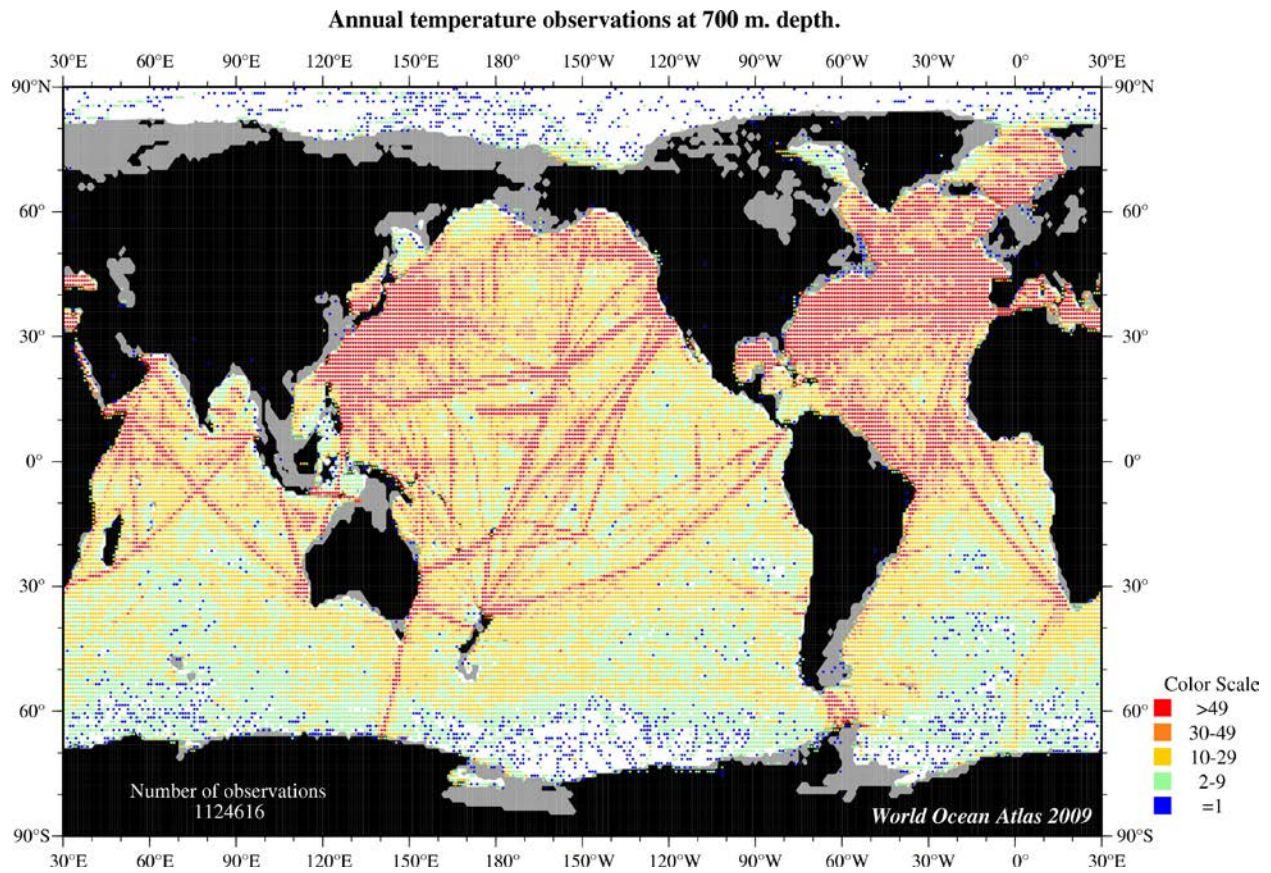 Annual temperature observations at 700 m. depth.
30°E 60°E 90°E 120°E 150°E 180° 150°W 120°W 90°W 60°W 30°W 0° 30°E
90°N 90°N
60° 60°
30° 30°
0° 0°
30° 30°
60° 60°
90°S 90°S
Color Scale
>49
30-49
10-29
2-9
=1
Number of observations
1124616
World Ocean Atlas 2009
30°E 60°E 90°E 120°E 150°E 180° 150°W 120°W 90°W 60°W 30°W 0° 30°E